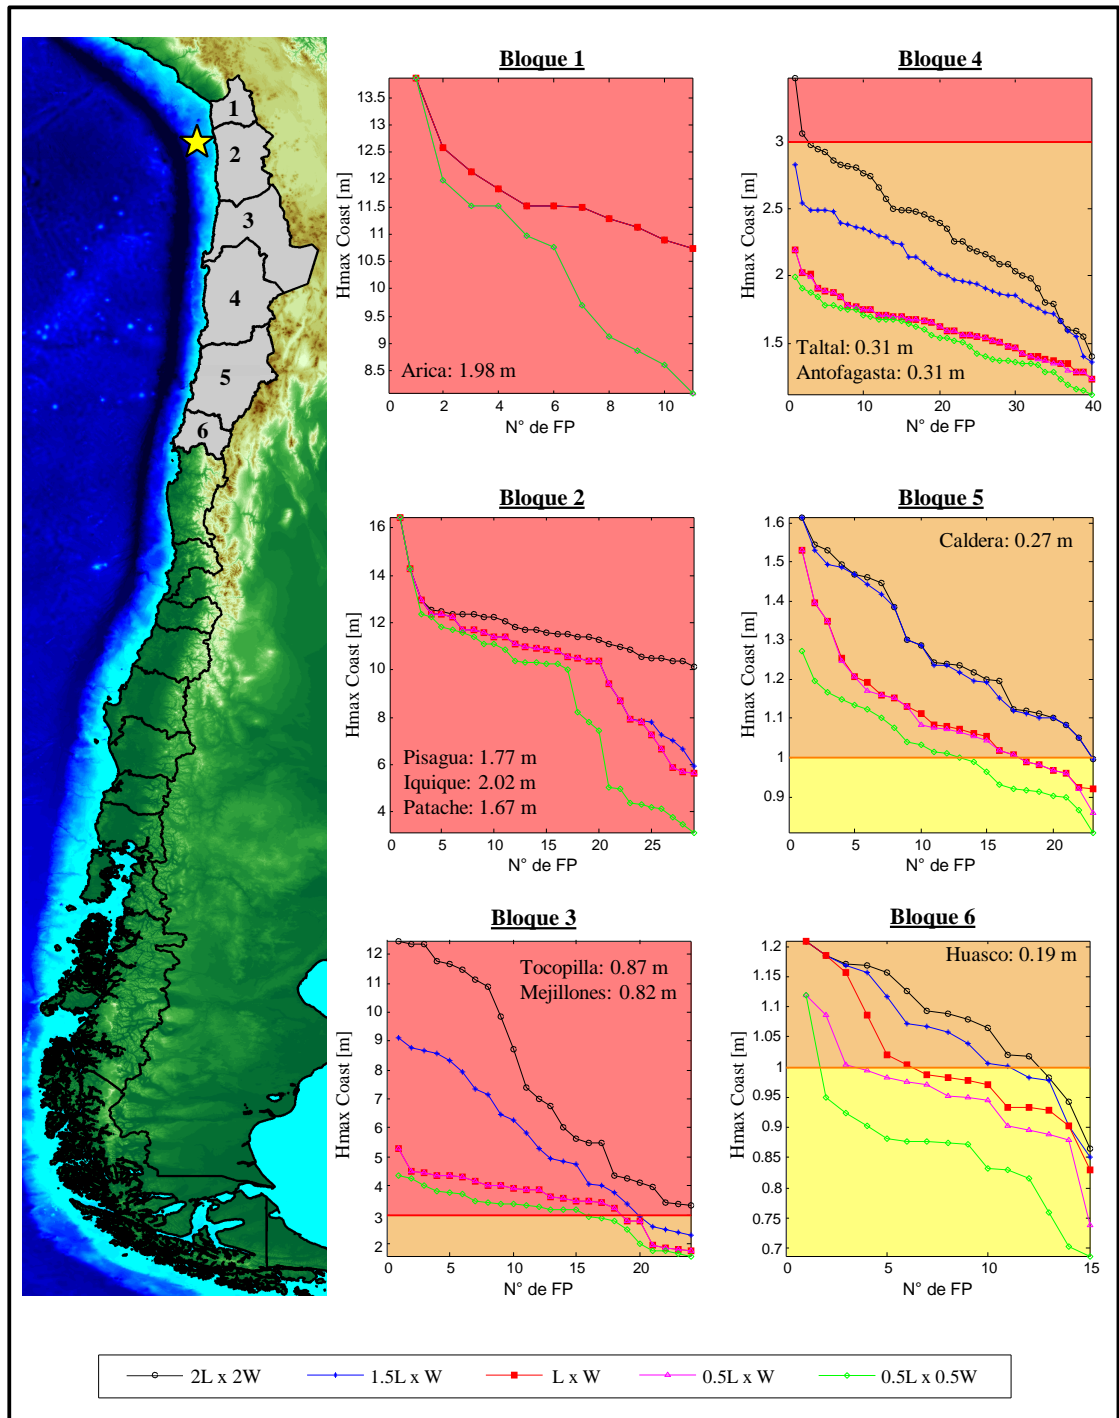 1
2
3
4
5
6
Bloque 1
Hmax Coast [m]
13.5
13
12.5
12
11.5
11
10.5
10
9.5
9
8.5
Arica: 1.98 m
0 2 4 6 8 10
N° de FP
Bloque 4
Hmax Coast [m]
3
2.5
2
1.5
Taltal: 0.31 m
Antofagasta: 0.31 m
0 10 20 30 40
N° de FP
Bloque 2
Hmax Coast [m]
16
14
12
10
8
6
4
Pisagua: 1.77 m
Iquique: 2.02 m
Patache: 1.67 m
0 5 10 15 20 25
N° de FP
Bloque 5
Hmax Coast [m]
1.6
1.5
1.4
1.3
1.2
1.1
1
0.9
Caldera: 0.27 m
0 5 10 15 20
N° de FP
Bloque 3
Hmax Coast [m]
12
11
10
9
8
7
6
5
4
3
2
Tocopilla: 0.87 m
Mejillones: 0.82 m
0 5 10 15 20
N° de FP
Bloque 6
Hmax Coast [m]
1.2
1.15
1.1
1.05
1
0.95
0.9
0.85
0.8
0.75
0.7
Huasco: 0.19 m
0 5 10 15
N° de FP
2L x 2W 1.5L x W L x W 0.5L x W 0.5L x 0.5W